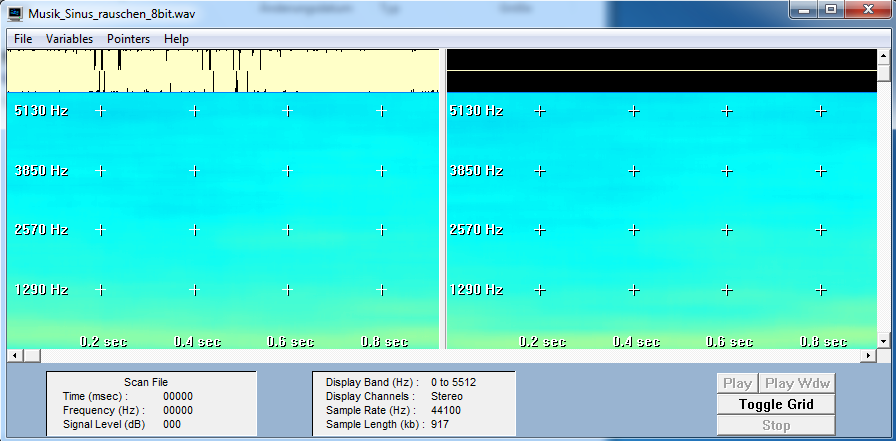 Änderungsdatum Typ Größe
Musik_Sinus_rauschen_8bit.wav
File Variables Pointers Help
5130 Hz 5130 Hz
3850 Hz 3850 Hz
2570 Hz 2570 Hz
1290 Hz 1290 Hz
0.2 sec 0.4 sec 0.6 sec 0.8 sec 0.2 sec 0.4 sec 0.6 sec 0.8 sec
Scan File
Time (msec) : 00000
Frequency (Hz) : 00000
Signal Level (dB) 000
Display Band (Hz) : 0 to 5512
Display Channels : Stereo
Sample Rate (Hz) : 44100
Sample Length (kb) : 917
Play Play Wdw
Toggle Grid
Stop